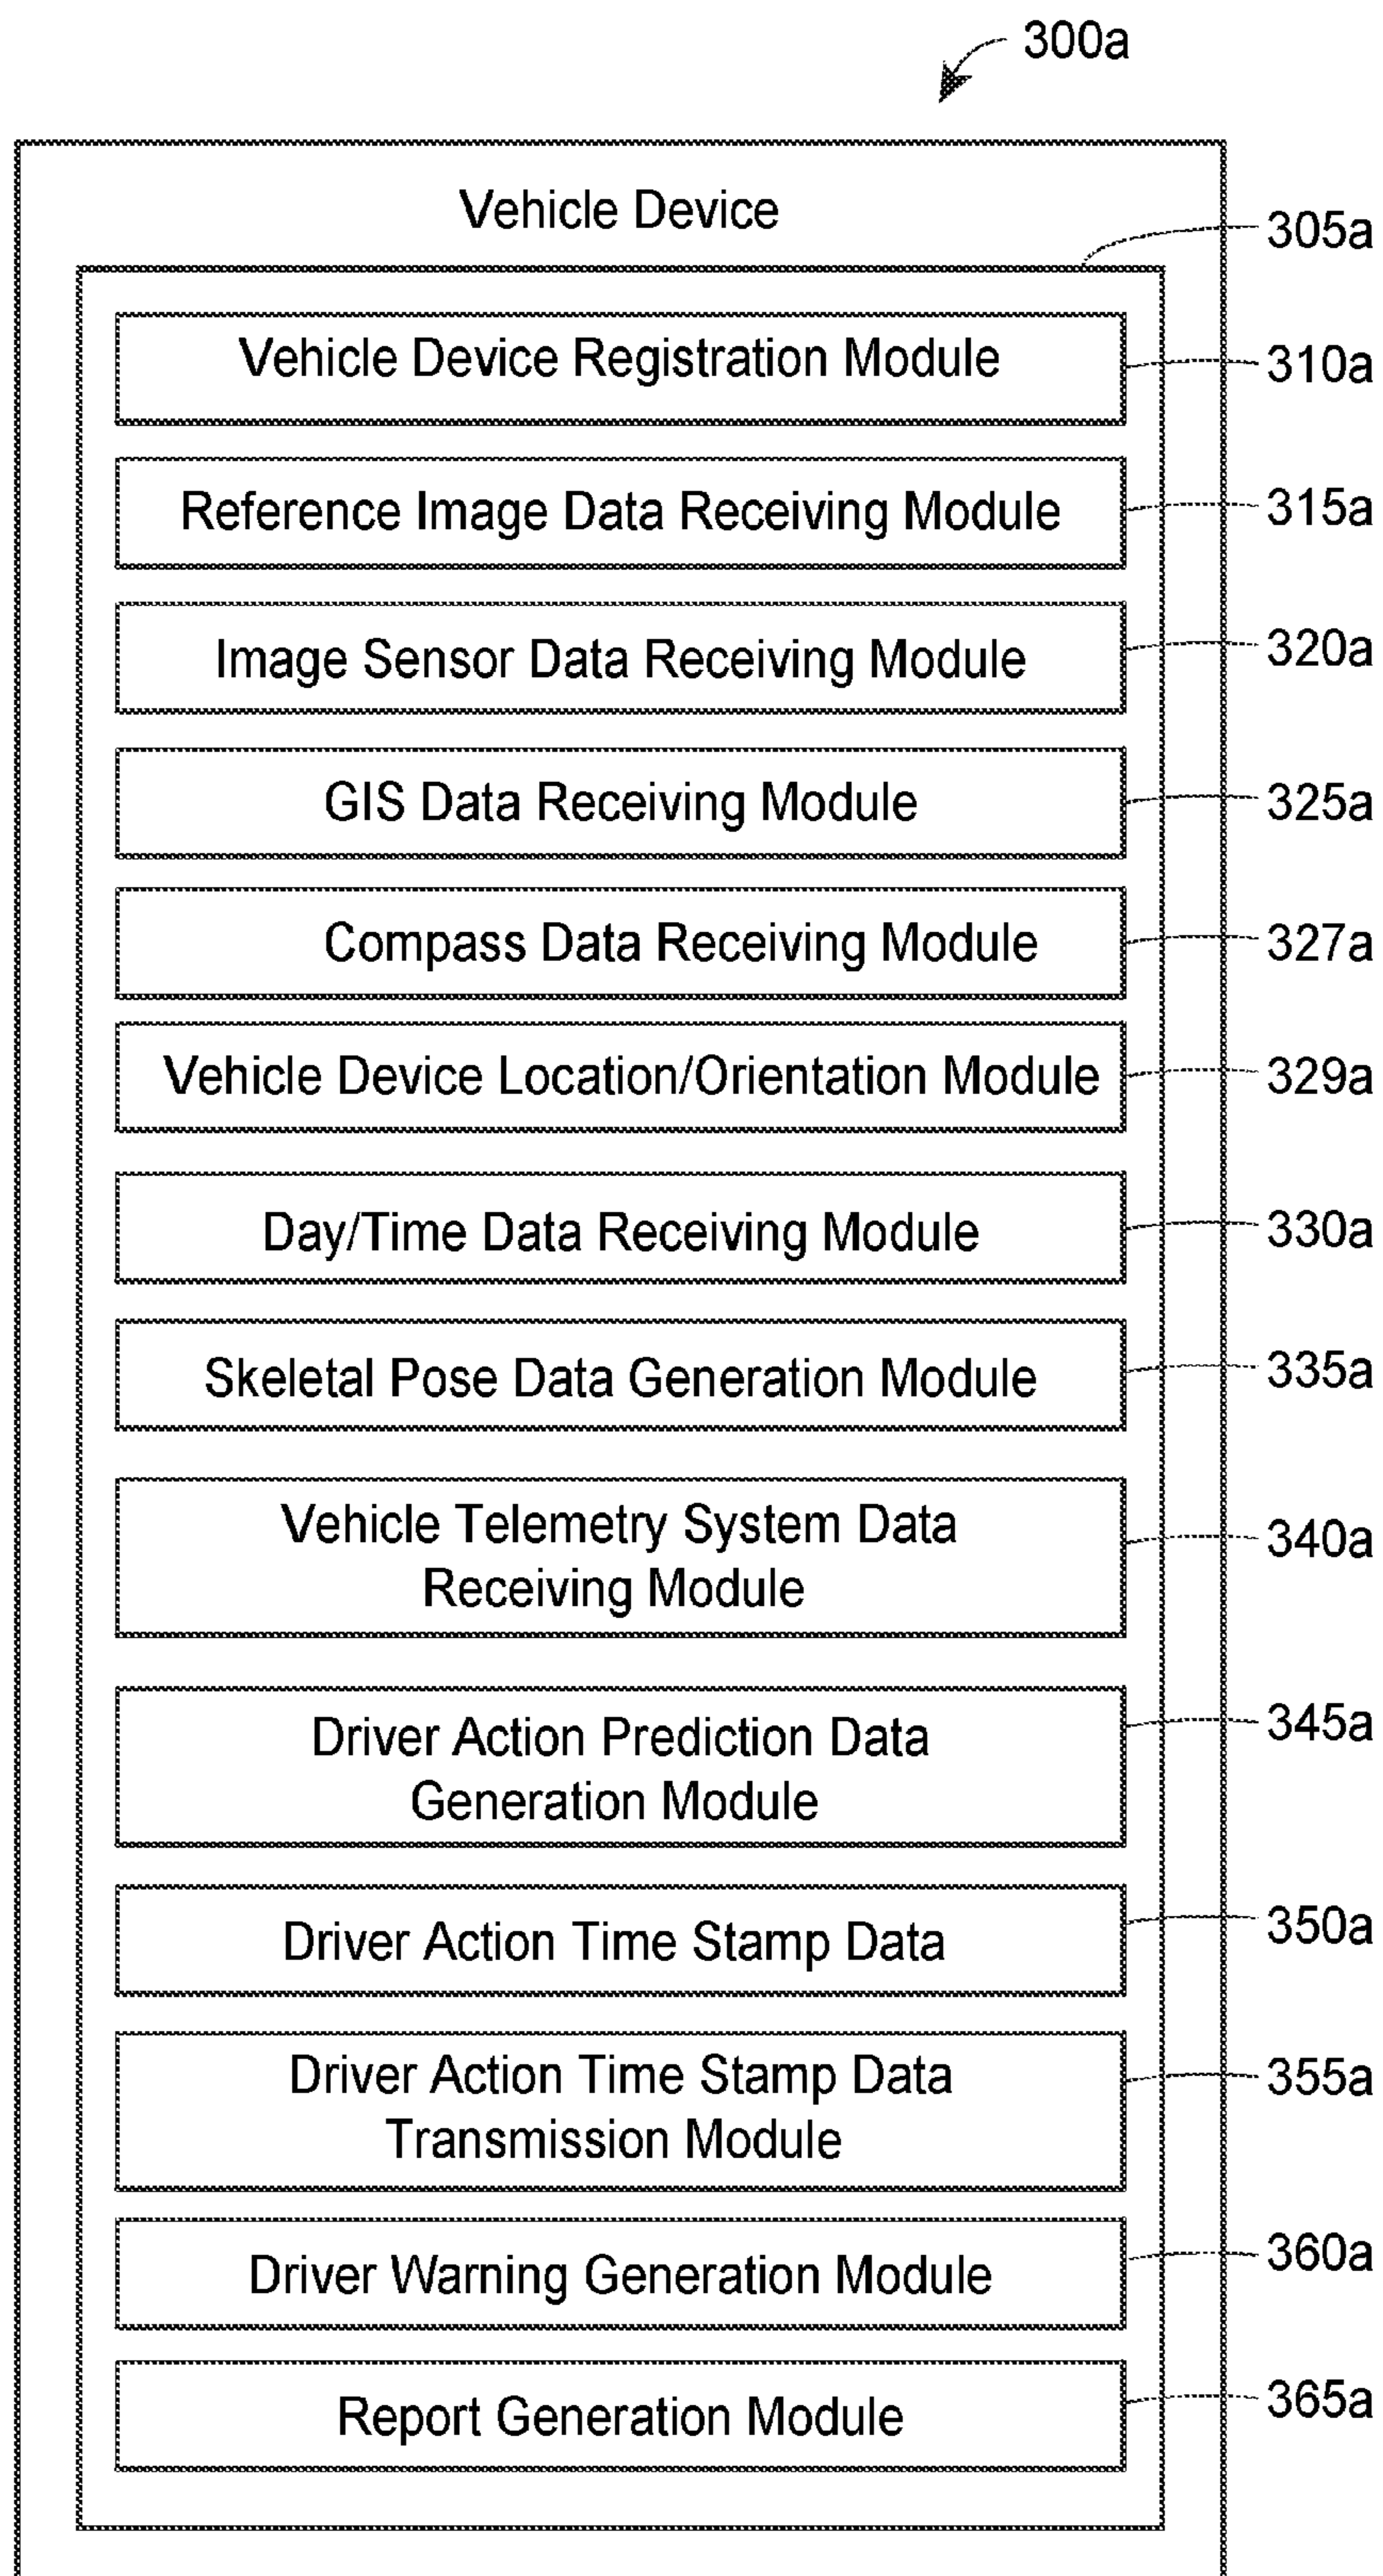 300a
Vehicle Device
305a
Vehicle Device Registration Module
310a
Reference Image Data Receiving Module
315a
Image Sensor Data Receiving Module
320a
GIS Data Receiving Module
325a
Compass Data Receiving Module
327a
Vehicle Device Location/Orientation Module
329a
Day/Time Data Receiving Module
330a
Skeletal Pose Data Generation Module
335a
Vehicle Telemetry System Data
Receiving Module
340a
Driver Action Prediction Data
Generation Module
345a
Driver Action Time Stamp Data
350a
Driver Action Time Stamp Data
Transmission Module
355a
Driver Warning Generation Module
360a
Report Generation Module
365a